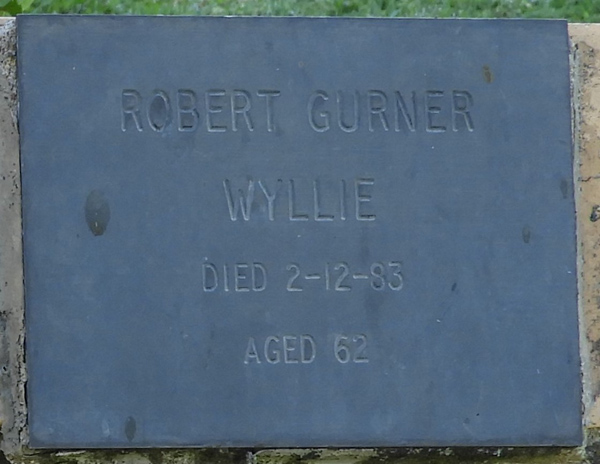 ROBERT GURNER
WYLLIE
DIED 2-12-83
AGED 62